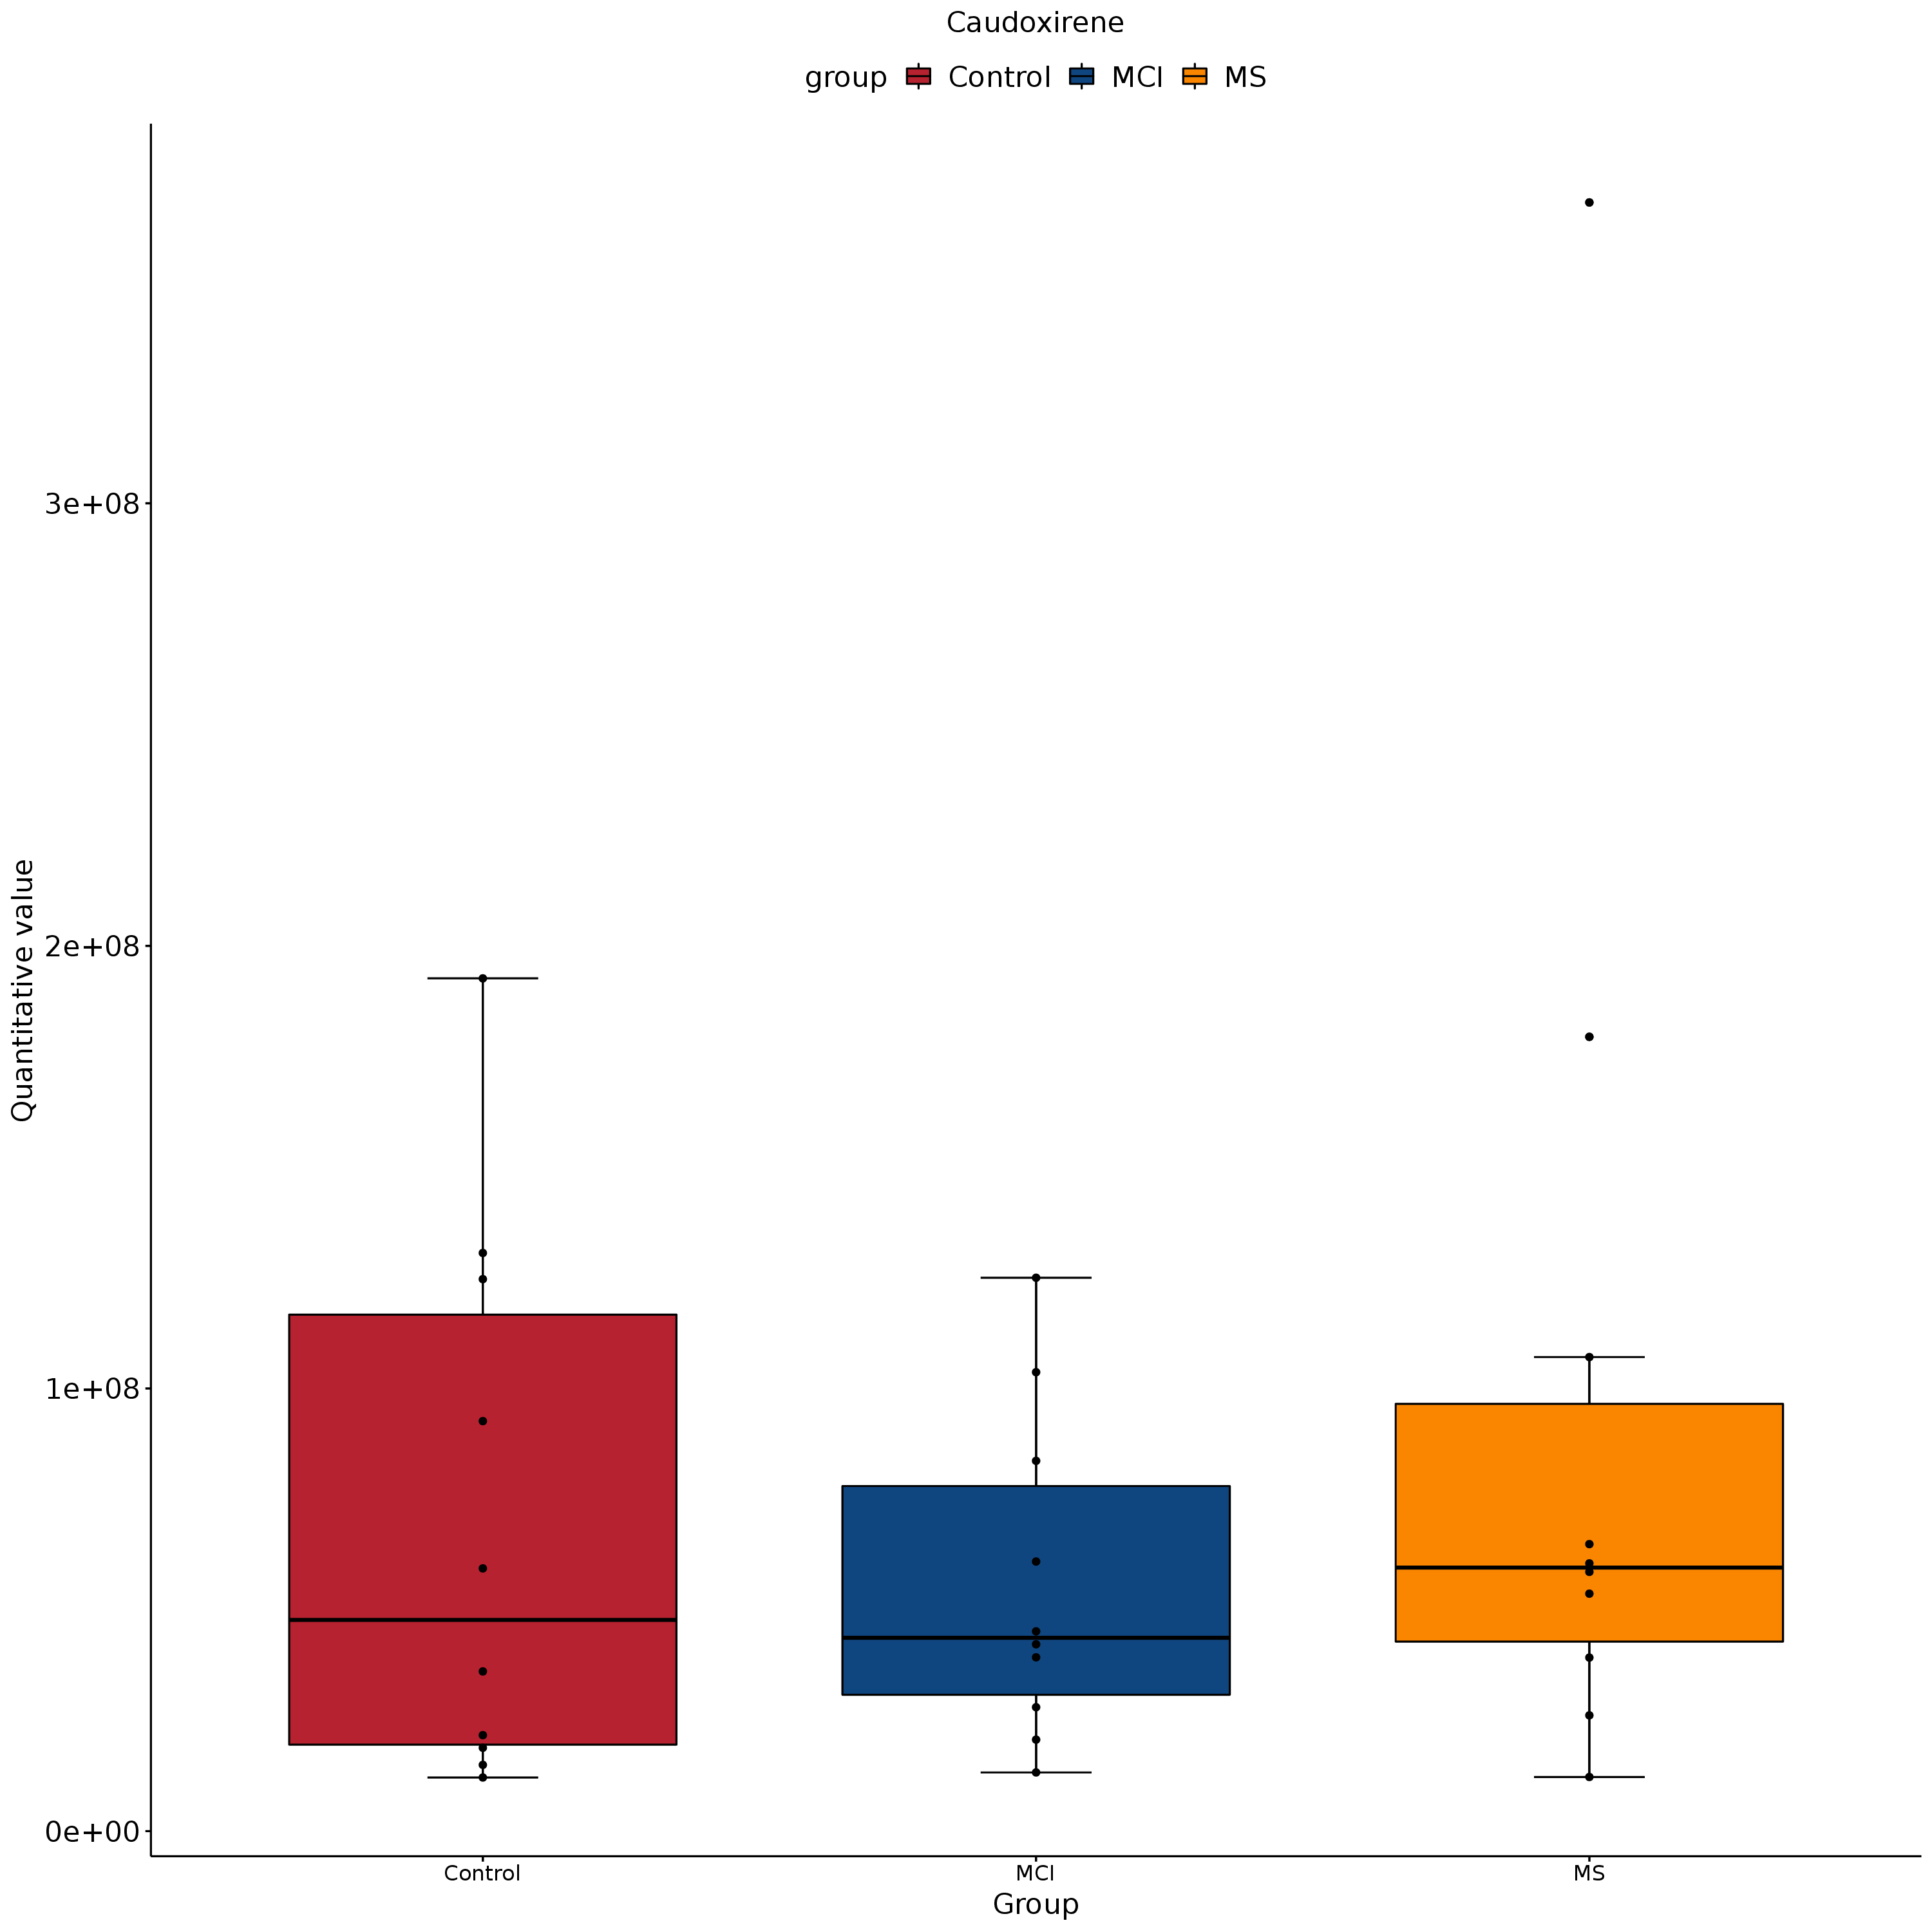 Caudoxirene
group Control MCI MS
Quantitative value
3e+08
2e+08
1e+08
0e+00
Control MCI MS
Group